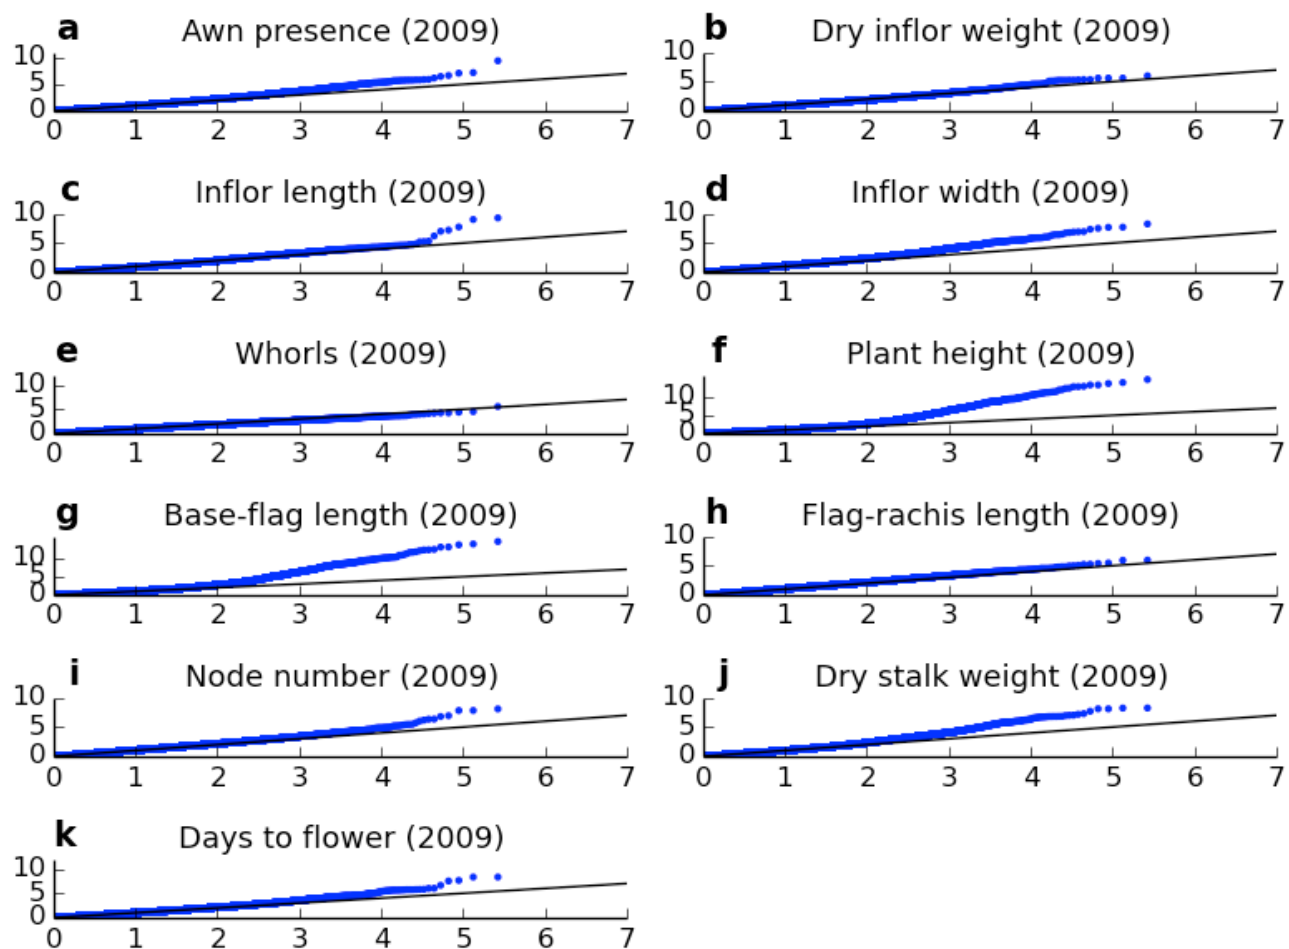 a Awn presence (2009)
10
5
0
0 1 2 3 4 5 6 7
b Dry inflor weight (2009)
10
5
0
0 1 2 3 4 5 6 7
c Inflor length (2009)
10
5
0
0 1 2 3 4 5 6 7
d Inflor width (2009)
10
5
0
0 1 2 3 4 5 6 7
e Whorls (2009)
10
5
0
0 1 2 3 4 5 6 7
f Plant height (2009)
10
5
0
0 1 2 3 4 5 6 7
g Base-flag length (2009)
10
5
0
0 1 2 3 4 5 6 7
h Flag-rachis length (2009)
10
5
0
0 1 2 3 4 5 6 7
i Node number (2009)
10
5
0
0 1 2 3 4 5 6 7
j Dry stalk weight (2009)
10
5
0
0 1 2 3 4 5 6 7
k Days to flower (2009)
10
5
0
0 1 2 3 4 5 6 7